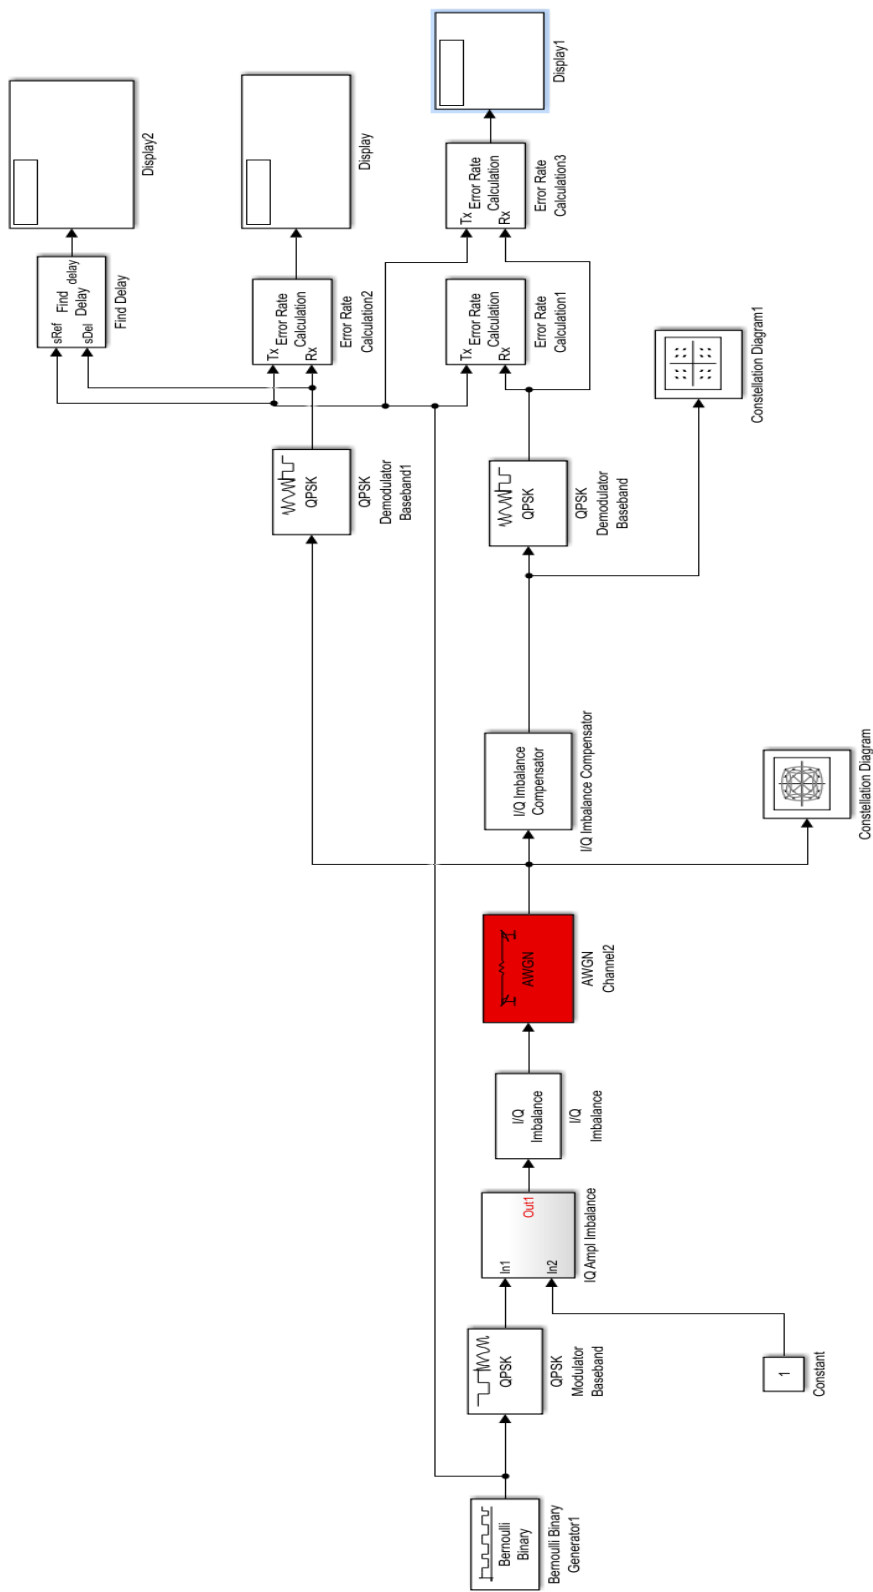 Bernoulli
Binary
Bernoulli Binary
Generator1
QPSK
QPSK
Modulator
Baseband
1
Constant
In1
In2
Out1
IQ Ampl Imbalance
I/Q
Imbalance
I/Q
Imbalance
AWGN
AWGN
Channel2
I/Q Imbalance
Compensator
I/Q Imbalance Compensator
Constellation Diagram
QPSK
QPSK
Demodulator
Baseband1
QPSK
QPSK
Demodulator
Baseband
Constellation Diagram1
sRef
sDel
Find
Delay
delay
Find Delay
Display2
Tx
Rx
Error Rate
Calculation
Error Rate
Calculation2
Display
Tx
Rx
Error Rate
Calculation
Error Rate
Calculation1
Tx
Rx
Error Rate
Calculation
Error Rate
Calculation3
Display1